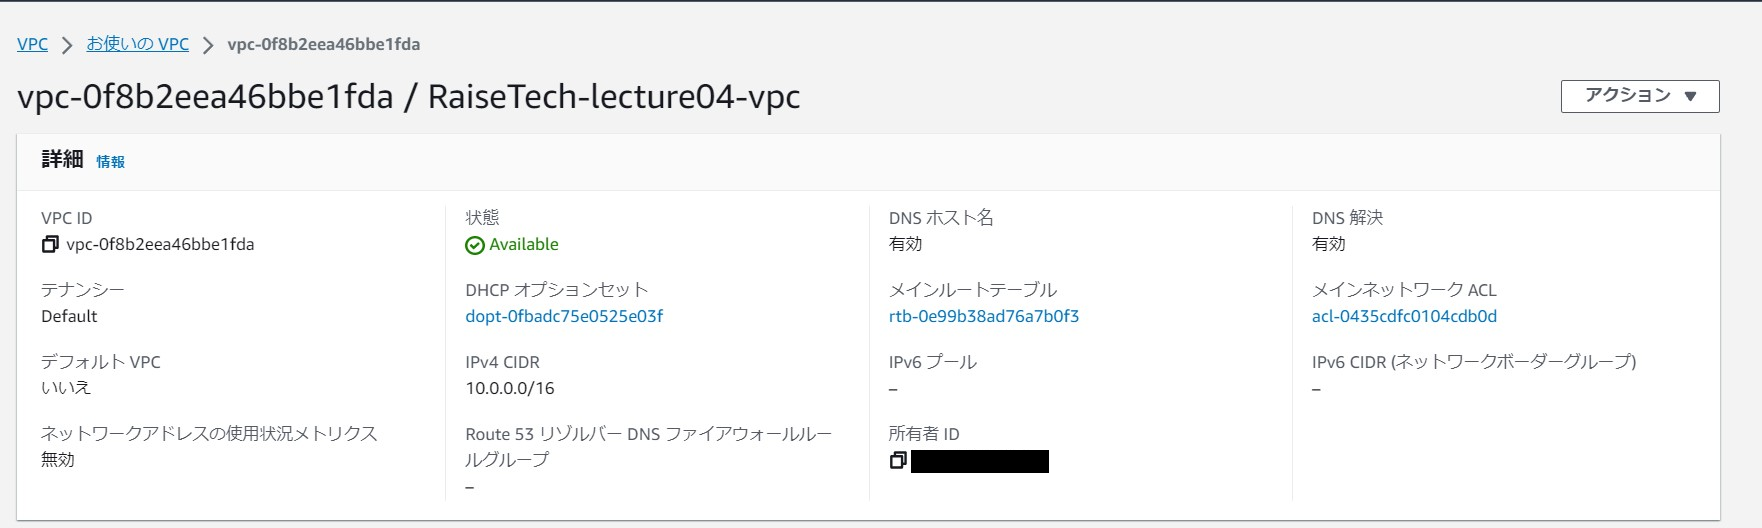 VPC > お使いの VPC > vpc-0f8b2eea46bbe1fda
vpc-0f8b2eea46bbe1fda / RaiseTech-lecture04-vpc
アクション ▼
詳細 情報
VPC ID
vpc-0f8b2eea46bbe1fda
状態
Available
DNS ホスト名
有効
DNS 解決
有効
テナンシー
Default
DHCP オプションセット
dopt-0fbadc75e0525e03f
メインルートテーブル
rtb-0e99b38ad76a7b0f3
メインネットワーク ACL
acl-0435cdfc0104cdb0d
デフォルト VPC
いいえ
IPv4 CIDR
10.0.0.0/16
IPv6 プール
–
IPv6 CIDR (ネットワークボーダーグループ)
–
ネットワークアドレスの使用状況メトリクス
無効
Route 53 リゾルバー DNS ファイアウォールルー
ルグループ
–
所有者 ID